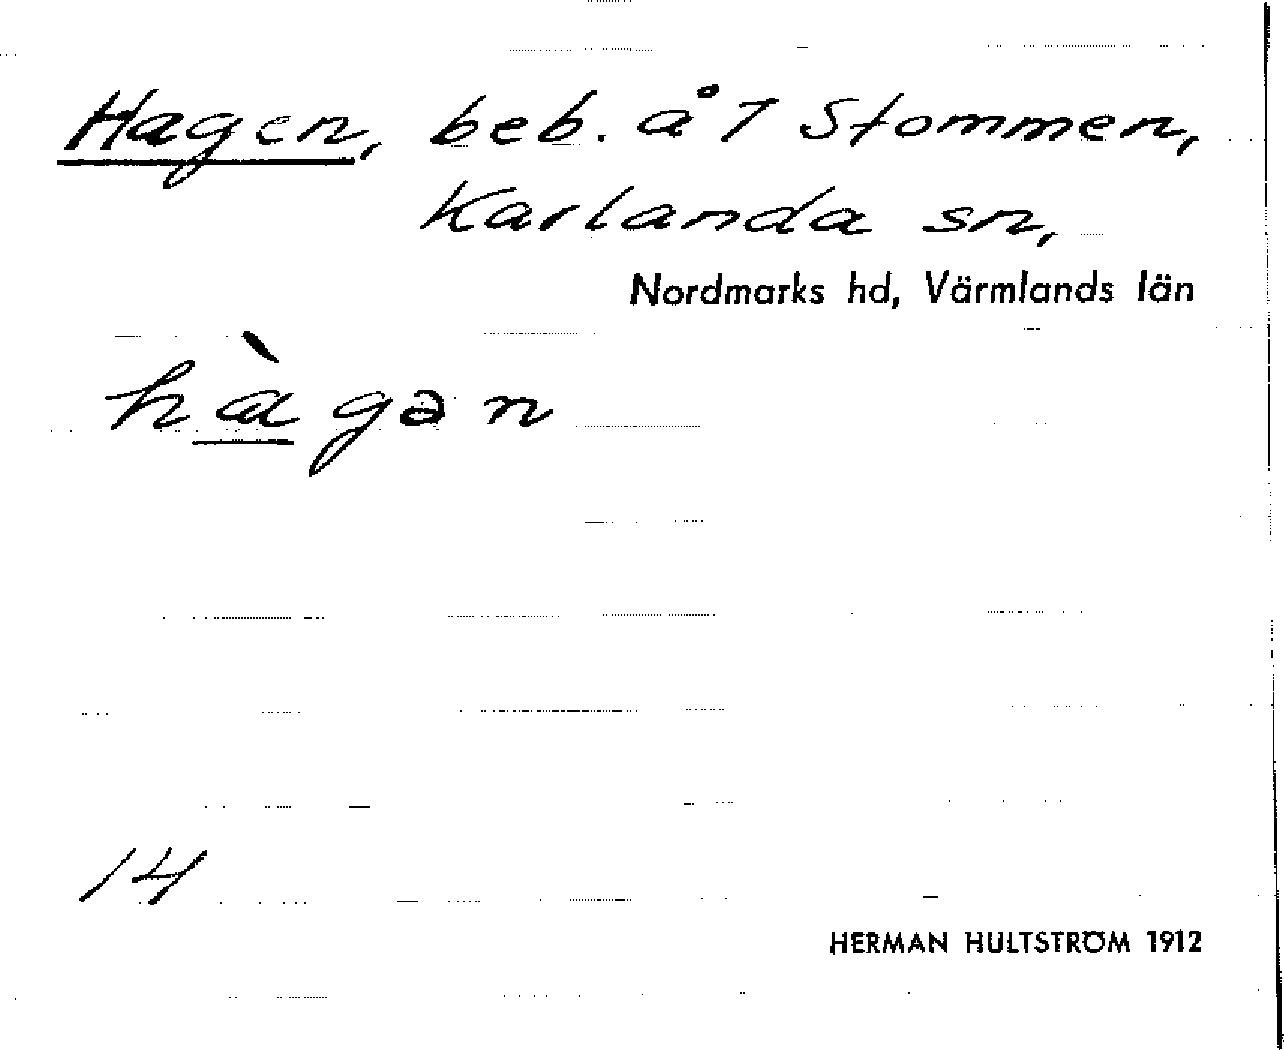 Hagen, beb. å 7 Stommen,
Karlanda sn,
Nordmarks hd, Värmlands län
hàgən
14
HERMAN HULTSTRÖM 1912